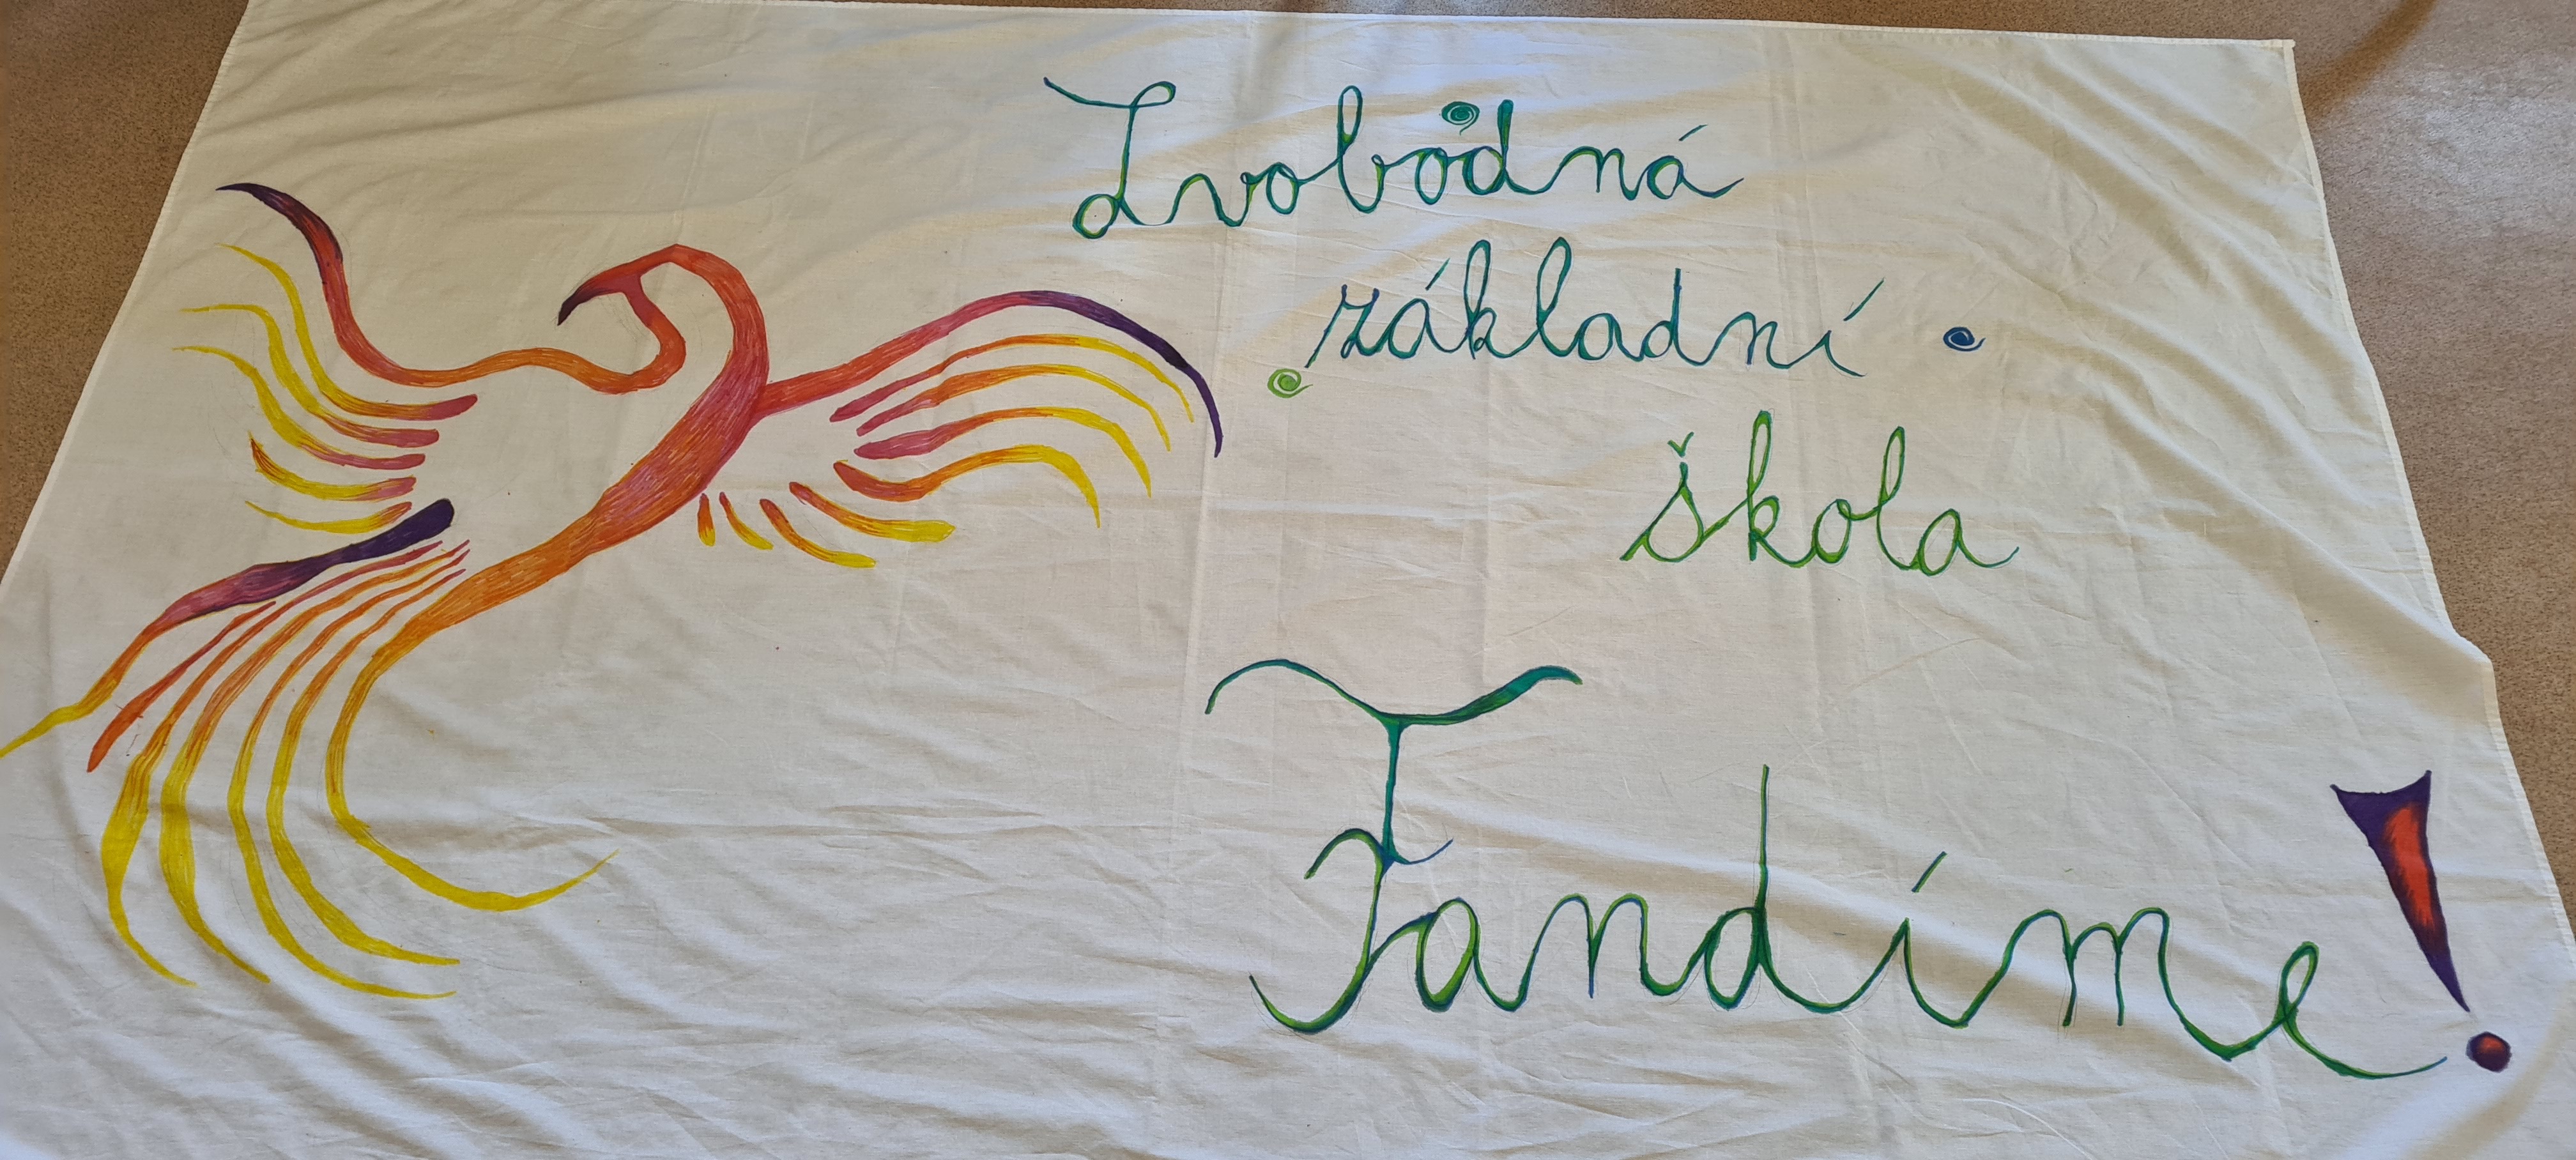 Svobodná
základní
škola
Fandíme!